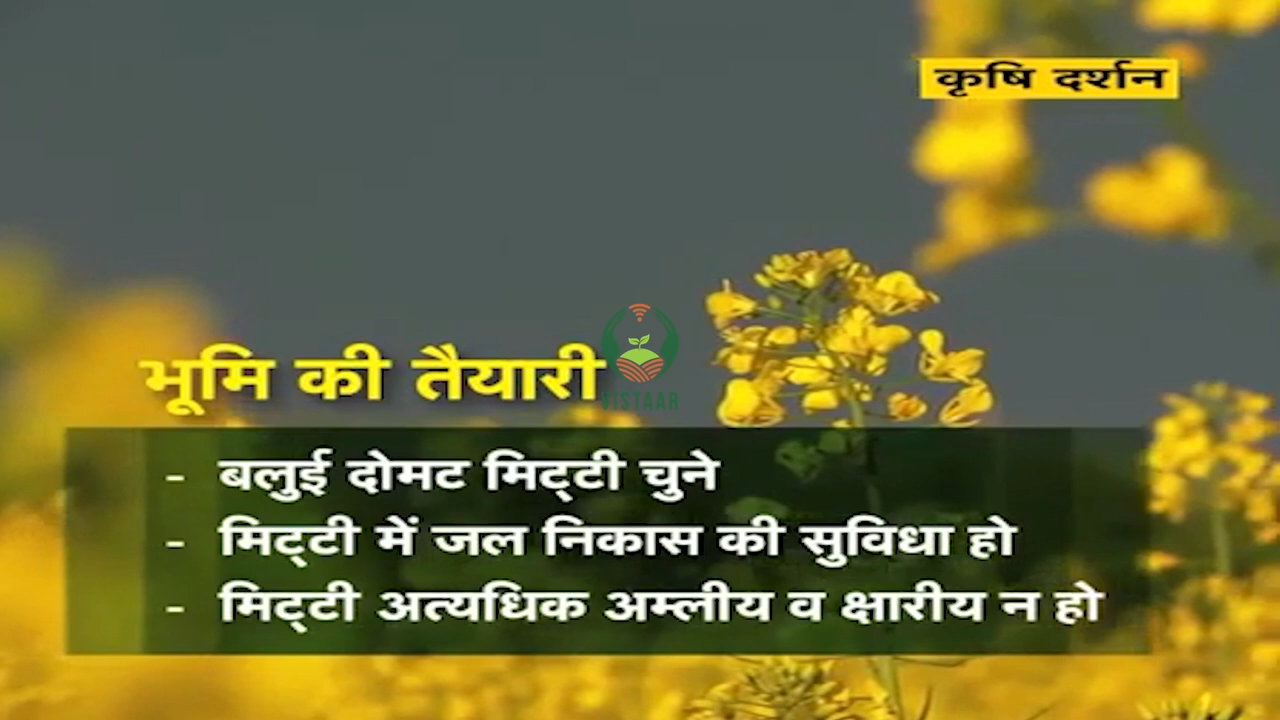 कृषि दर्शन
भूमि की तैयारी
VISTAAR
- बलुई दोमट मिट्टी चुने
- मिट्टी में जल निकास की सुविधा हो
- मिट्टी अत्यधिक अम्लीय व क्षारीय न हो